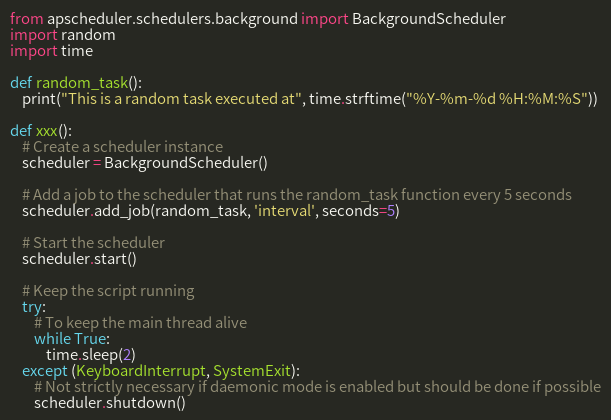 from apscheduler.schedulers.background import BackgroundScheduler
import random
import time

def random_task():
    print("This is a random task executed at", time.strftime("%Y-%m-%d %H:%M:%S"))

def xxx():
    # Create a scheduler instance
    scheduler = BackgroundScheduler()

    # Add a job to the scheduler that runs the random_task function every 5 seconds
    scheduler.add_job(random_task, 'interval', seconds=5)

    # Start the scheduler
    scheduler.start()

    # Keep the script running
    try:
        # To keep the main thread alive
        while True:
            time.sleep(2)
    except (KeyboardInterrupt, SystemExit):
        # Not strictly necessary if daemonic mode is enabled but should be done if possible
        scheduler.shutdown()